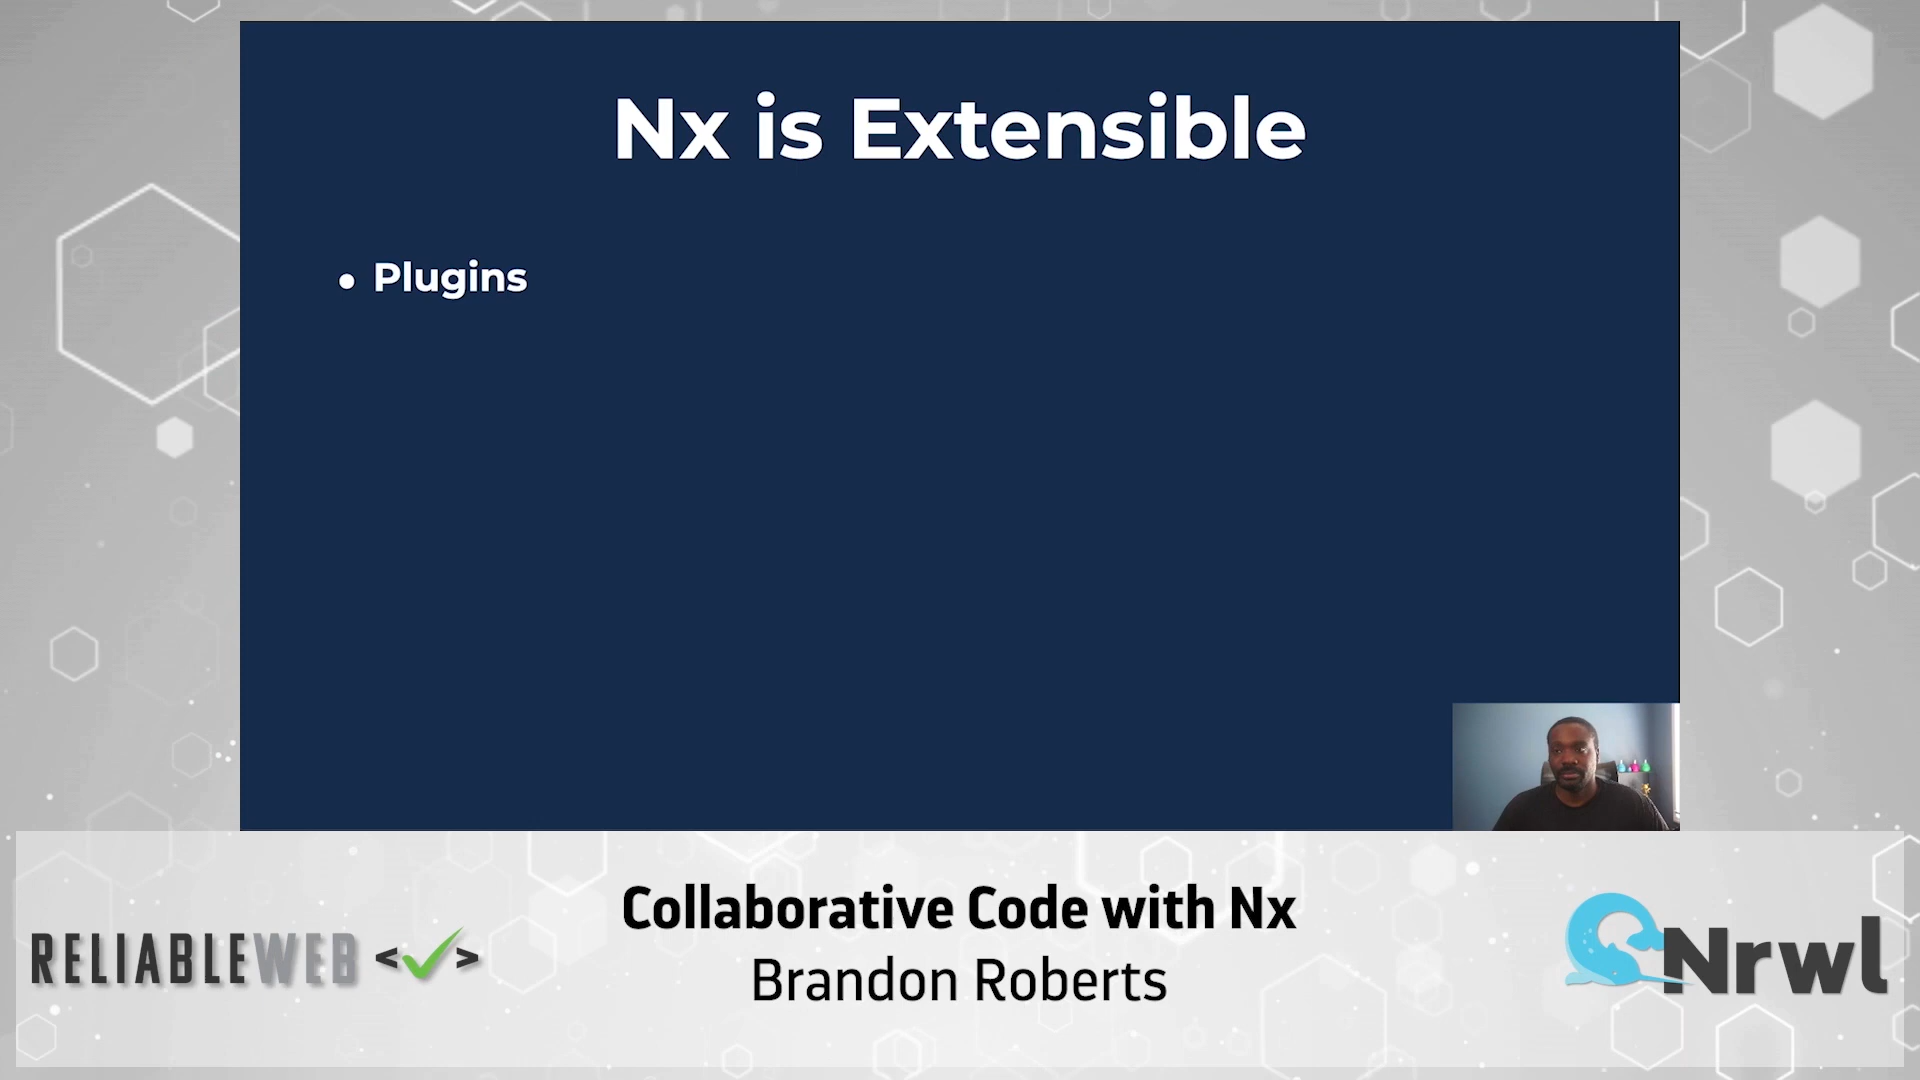 Nx is Extensible
• Plugins
Collaborative Code with Nx
Brandon Roberts
RELIABLEWEB <✓>
Nrwl